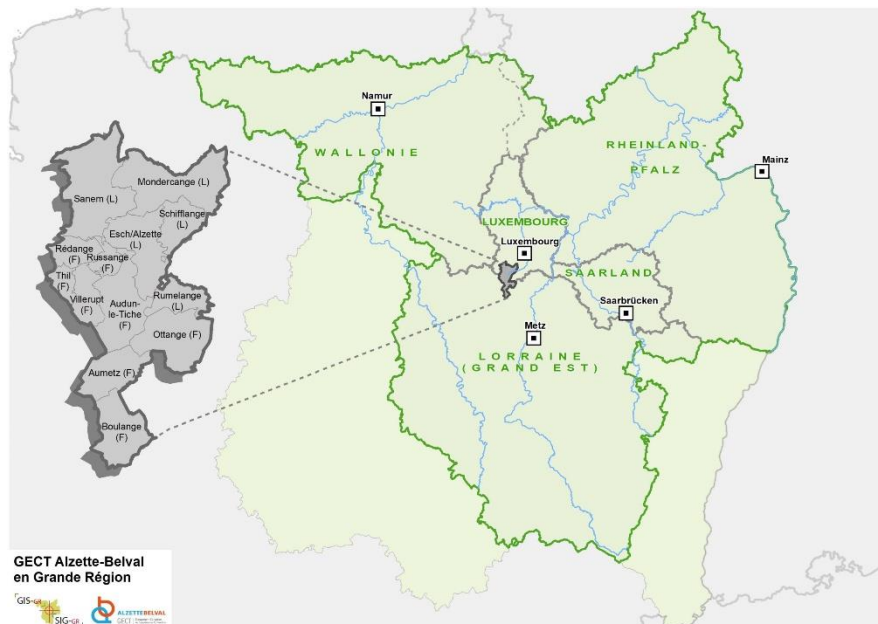 Namur
WALLONIE
RHEINLAND-
PFALZ
Mainz
LUXEMBOURG
Luxembourg
SAARLAND
Saarbrücken
Metz
LORRAINE
(GRAND EST)
Mondercange (L)
Sanem (L)
Schifflange
(L)
Esch/Alzette
(L)
Rédange
(F)
Russange
(F)
Thil
(F)
Villerupt
(F)
Audun-
le-Tiche
(F)
Rumelange
(L)
Ottange (F)
Aumetz (F)
Boulange
(F)
GECT Alzette-Belval
en Grande Région
GIS-GR
SIG-GR
ALZETTEBELVAL
GECT